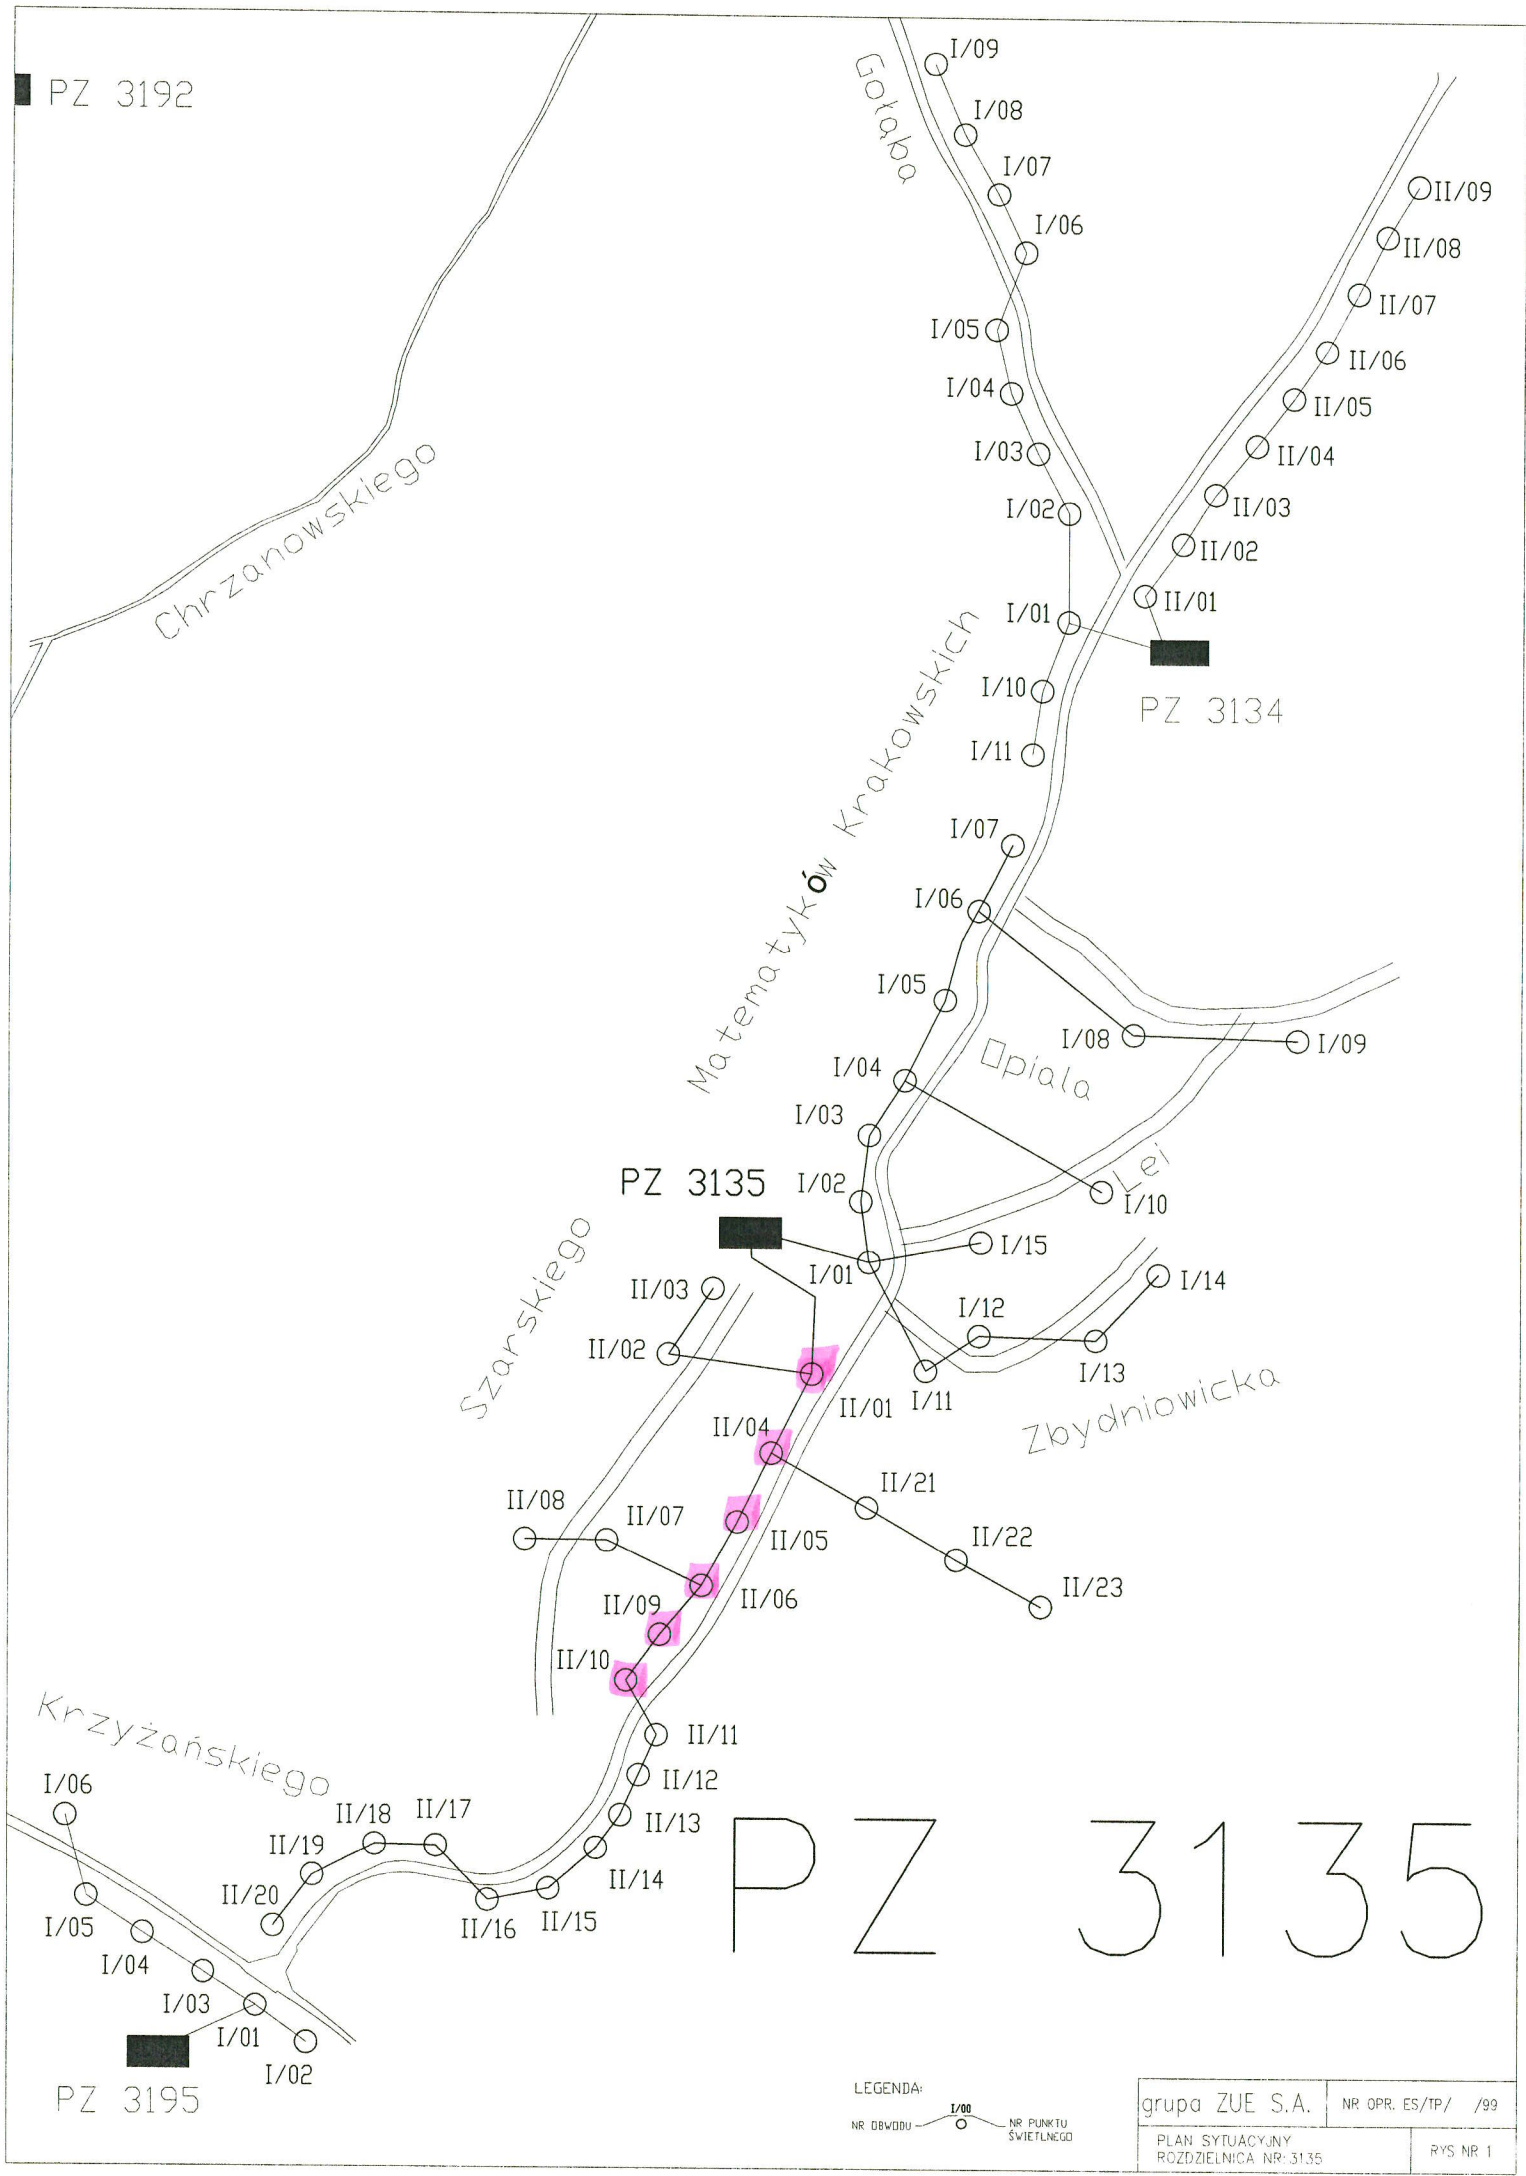 PZ 3192
I/09
I/08
I/07
I/06
I/05
I/04
I/03
I/02
I/01
I/10
I/11
Gołąba
II/09
II/08
II/07
II/06
II/05
II/04
II/03
II/02
II/01
PZ 3134
Chrzanowskiego
Matematyków Krakowskich
I/07
I/06
I/05
I/08
I/09
I/04
Opiala
I/03
Lei
I/02
I/10
PZ 3135
I/15
I/01
I/14
I/12
I/13
I/11
Zbydniowicka
Szarskiego
II/03
II/02
II/01
II/04
II/21
II/08
II/07
II/05
II/22
II/06
II/23
II/09
II/10
II/11
II/12
II/13
II/14
II/15
II/16
II/17
II/18
II/19
II/20
Krzyżańskiego
I/06
I/05
I/04
I/03
I/01
I/02
PZ 3195
PZ 3135
LEGENDA:
I/00
NR OBWODU
NR PUNKTU
ŚWIETLNEGO
grupa ZUE S.A.
NR OPR. ES/TP/ /99
PLAN SYTUACYJNY
ROZDZIELNICA NR: 3135
RYS NR 1